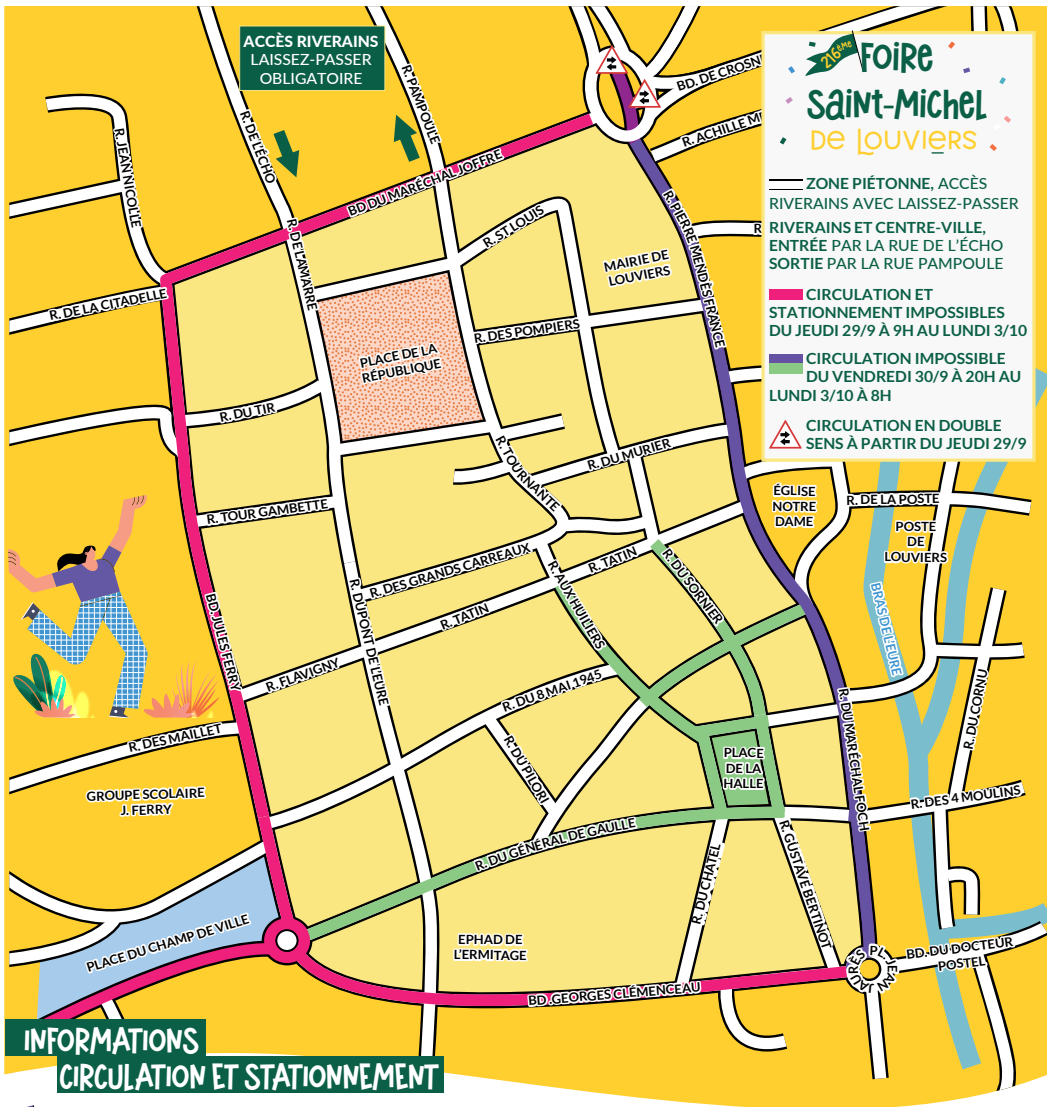 ACCÈS RIVERAINS
LAISSEZ-PASSER
OBLIGATOIRE
216ème FOIRE
SAINT-MICHEL
DE LOUVIERS
ZONE PIÉTONNE, ACCÈS
RIVERAINS AVEC LAISSEZ-PASSER
RIVERAINS ET CENTRE-VILLE,
ENTRÉE PAR LA RUE DE L'ÉCHO
SORTIE PAR LA RUE PAMPOULE
CIRCULATION ET
STATIONNEMENT IMPOSSIBLES
DU JEUDI 29/9 À 9H AU LUNDI 3/10
CIRCULATION IMPOSSIBLE
DU VENDREDI 30/9 À 20H AU
LUNDI 3/10 À 8H
CIRCULATION EN DOUBLE
SENS À PARTIR DU JEUDI 29/9
R. JEAN NICOLLE
R. DE L'ÉCHO
R. PAMPOULE
BD. DE CROSN
R. ACHILLE M
BD DU MARÉCHAL JOFFRE
R. PIERRE MENDÈS FRANCE
R. ST LOUIS
MAIRIE DE
LOUVIERS
R. DE LA CITADELLE
R. DELAMARRE
R. DES POMPIERS
PLACE DE LA
RÉPUBLIQUE
R. DU TIR
R. TOURNANTE
R. DU MURIER
R. TOUR GAMBETTE
ÉGLISE
NOTRE
DAME
R. DE LA POSTE
POSTE
DE
LOUVIERS
R. DES GRANDS CARREAUX
R. TATIN
R. DU SORNIER
R. AUX HUILIERS
R. TATIN
BD. JULES FERRY
R. DUPONT DE L'EURE
BRAS DE L'EURE
R. FLAVIGNY
R. DU 8 MAI 1945
R. DU CORNU
R. DES MAILLET
R. DU PILORI
PLACE
DE LA
HALLE
R. DU MARÉCHAL FOCH
GROUPE SCOLAIRE
J. FERRY
R. DES 4 MOULINS
R. DU GÉNÉRAL DE GAULLE
R. DU CHATEL
R. GUSTAVE BERTINOT
PLACE DU CHAMP DE VILLE
EPHAD DE
L'ERMITAGE
PL. JEAN JAURÈS
BD. DU DOCTEUR
POSTEL
BD .GEORGES CLÉMENCEAU
INFORMATIONS
CIRCULATION ET STATIONNEMENT